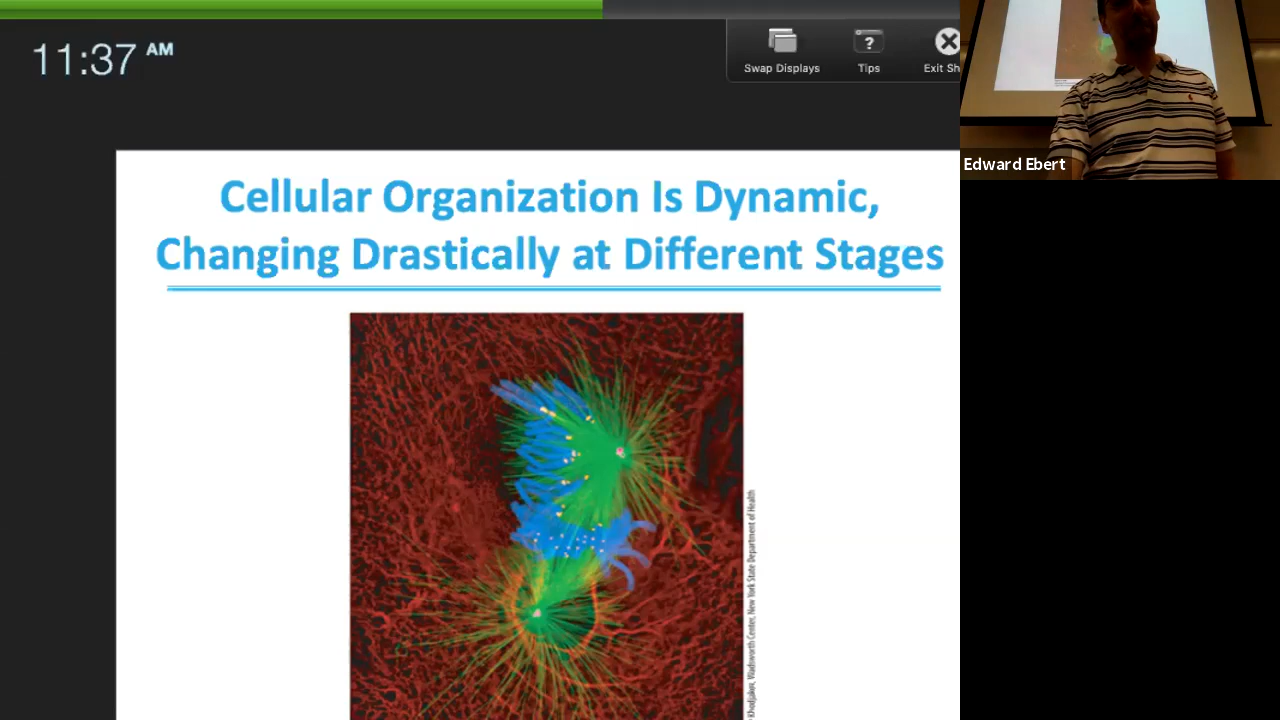 11:37 AM
Swap Displays
Tips
Exit Sh
Edward Ebert
Cellular Organization Is Dynamic,
Changing Drastically at Different Stages
Khodjakov, Wadsworth Center, New York State Department of Health